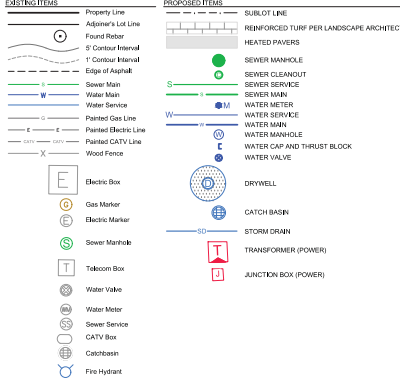 EXISTING ITEMS
Property Line
Adjoiner's Lot Line
Found Rebar
5' Contour Interval
1' Contour Interval
Edge of Asphalt
S Sewer Main
W Water Main
Water Service
G Painted Gas Line
E E Painted Electric Line
CATV CATV Painted CATV Line
X Wood Fence
E Electric Box
G Gas Marker
E Electric Marker
S Sewer Manhole
T Telecom Box
Water Valve
WM Water Meter
SS Sewer Service
CATV Box
Catchbasin
Fire Hydrant
PROPOSED ITEMS
SUBLOT LINE
REINFORCED TURF PER LANDSCAPE ARCHITECT
HEATED PAVERS
SEWER MANHOLE
SEWER CLEANOUT
S SEWER SERVICE
S SEWER MAIN
M WATER METER
W WATER SERVICE
W WATER MAIN
W WATER MANHOLE
WATER CAP AND THRUST BLOCK
WATER VALVE
D DRYWELL
CATCH BASIN
SD STORM DRAIN
T TRANSFORMER (POWER)
J JUNCTION BOX (POWER)